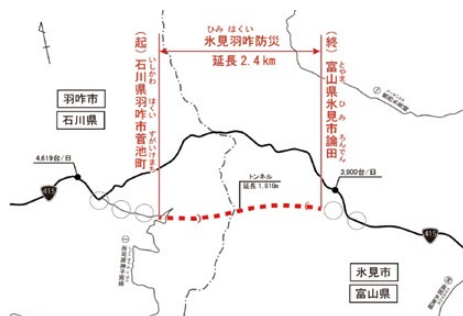 ひみ はくい
氷見羽咋防災
延長 2.4 km
(起) 石川県羽咋市菅池町
いしかわ はくい すがいけまち
(終) 富山県氷見市論田
とやま ひみ ろんでん
羽咋市
石川県
4,619台/日
415
トンネル
延長 1,810m
3,900台/日
415
氷見市
富山県